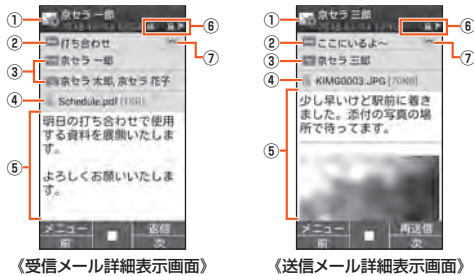 ① 京セラ 一郎 ⑥
② 打ち合わせ ⑦
③ 京セラ 一郎
京セラ 太郎, 京セラ 花子
④ Schedule.pdf [1KB]
⑤ 明日の打ち合わせで使用
する資料を展開いたしま
す。
よろしくお願いいたしま
す。
メニュー 返信
前 次
《受信メール詳細表示画面》
① 京セラ 三郎 ⑥
② ここにいるよ～ ⑦
③ 京セラ 三郎
④ KIMG0003.JPG [70KB]
⑤ 少し早いけど駅前に着き
ました。添付の写真の場
所で待ってます。
メニュー 再送信
前 次
《送信メール詳細表示画面》